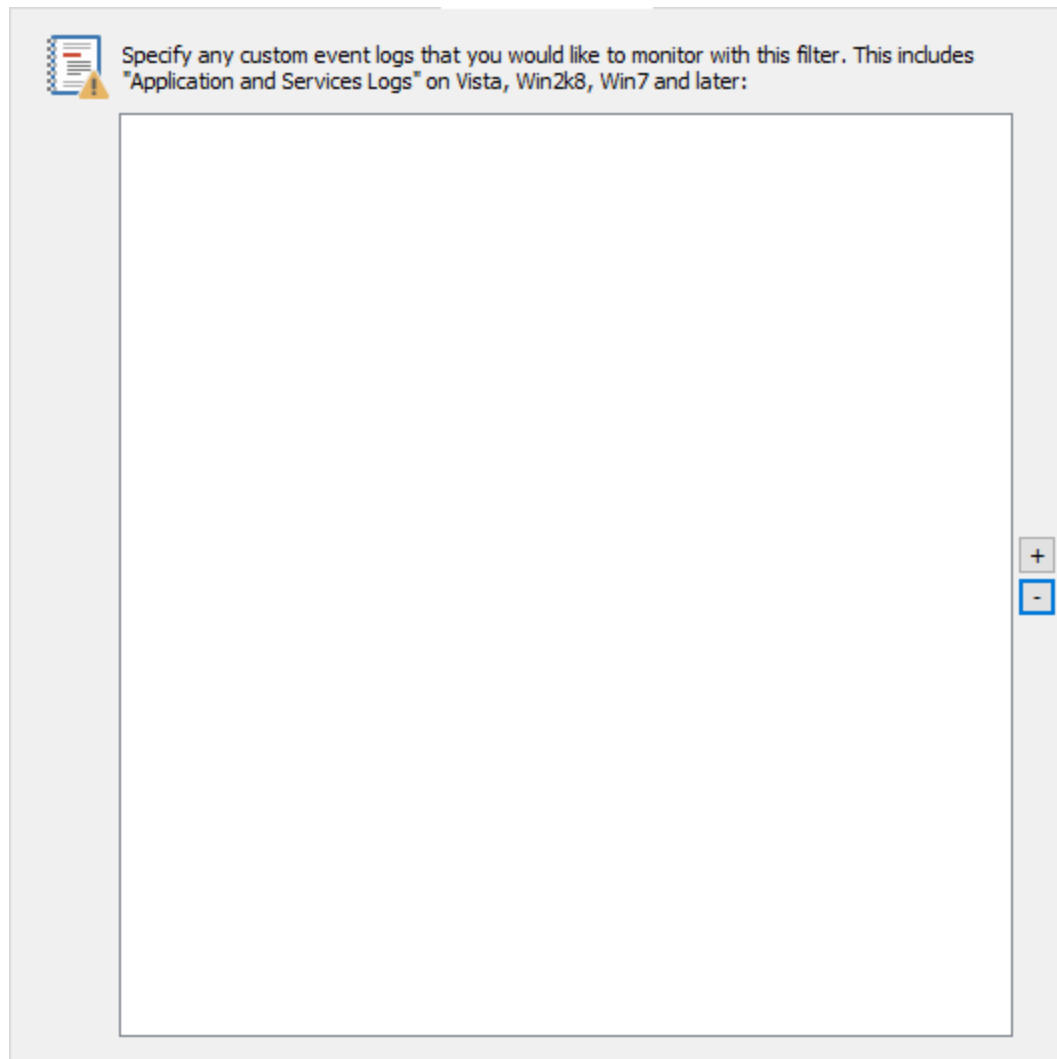 Specify any custom event logs that you would like to monitor with this filter. This includes
"Application and Services Logs" on Vista, Win2k8, Win7 and later:
+
-